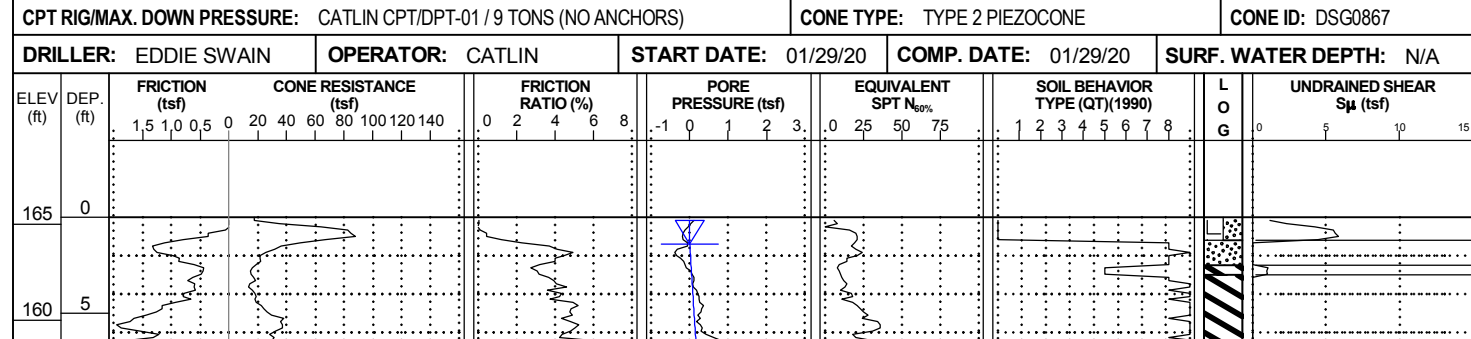 CPT RIG/MAX. DOWN PRESSURE: CATLIN CPT/DPT-01 / 9 TONS (NO ANCHORS) CONE TYPE: TYPE 2 PIEZOCONE CONE ID: DSG0867
DRILLER: EDDIE SWAIN OPERATOR: CATLIN START DATE: 01/29/20 COMP. DATE: 01/29/20 SURF. WATER DEPTH: N/A
ELEV (ft)
DEP. (ft)
FRICTION
(tsf)
1,5 1,0 0,5 0
CONE RESISTANCE
(tsf)
20 40 60 80 100 120 140
FRICTION
RATIO (%)
0 2 4 6 8
PORE
PRESSURE (tsf)
-1 0 1 2 3
EQUIVALENT
SPT N60%
0 25 50 75
SOIL BEHAVIOR
TYPE (QT)(1990)
1 2 3 4 5 6 7 8
L
O
G
UNDRAINED SHEAR
Sµ (tsf)
0 5 10 15
165 0
160 5